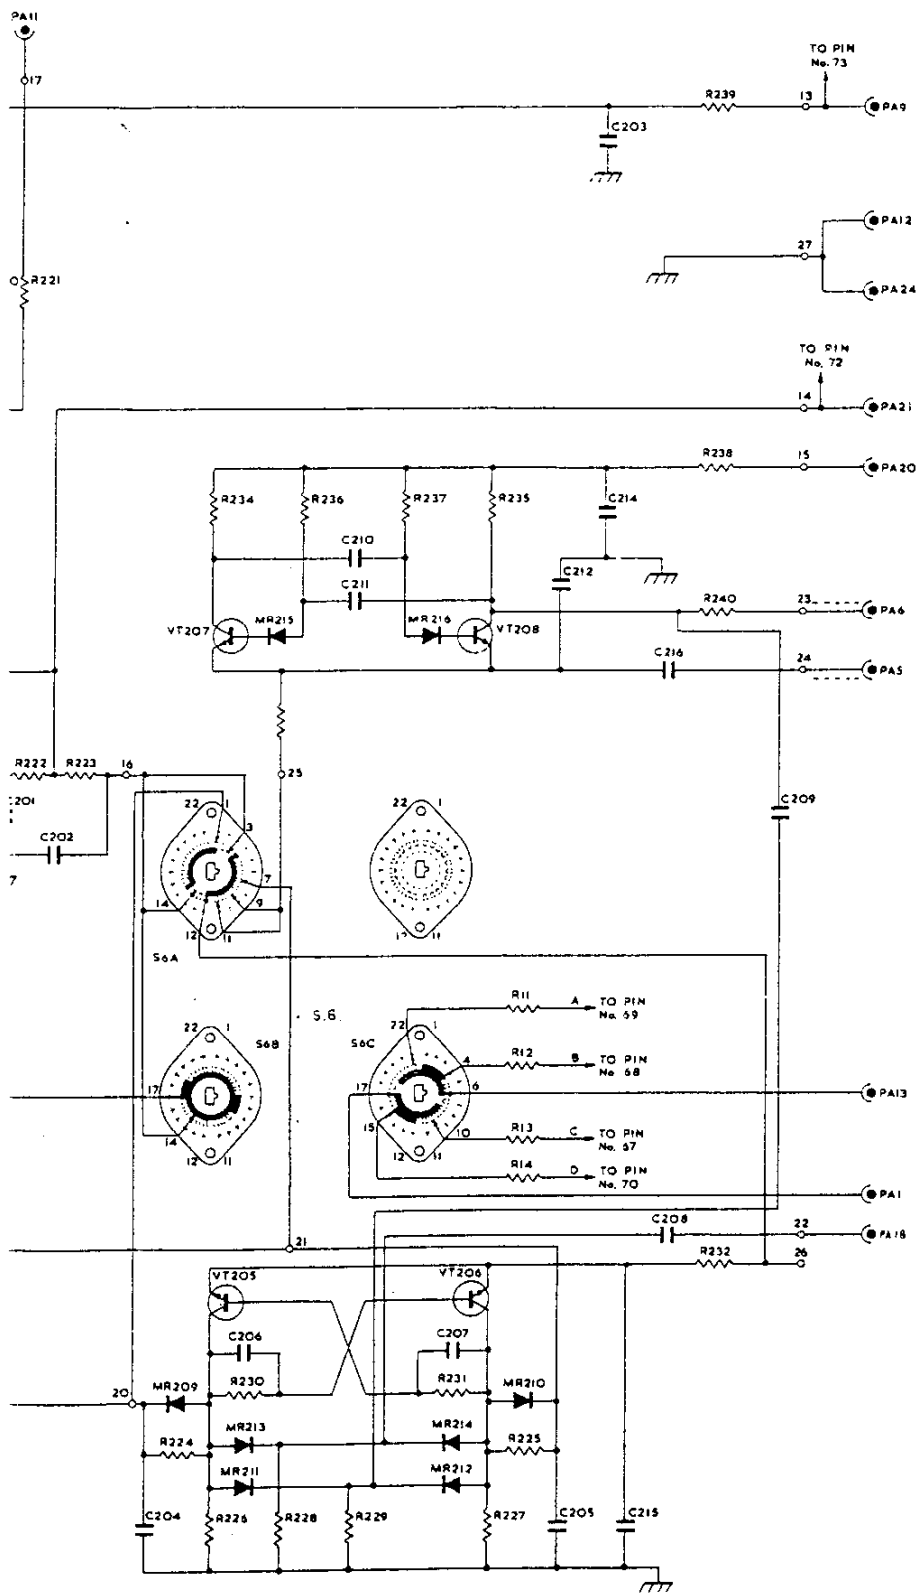 PA11
17
TO PIN
No. 73
R239
13
PA9
C203
PA12
27
PA24
R221
TO PIN
No. 72
14
PA21
R238
15
PA20
R234
R236
R237
R235
C214
C210
C212
C211
R240
23
PA6
VT207
MR215
MR216
VT208
C216
24
PA5
R222
R223
16
25
C201
C202
7
C209
22
1
3
7
9
11
12
14
S6A
22
1
11
S.6.
22
1
S6B
17
14
12
11
S6C
22
1
4
6
10
11
12
15
17
R11
A
TO PIN
No. 69
R12
B
TO PIN
No. 68
PA13
R13
C
TO PIN
No. 67
R14
D
TO PIN
No. 70
PA1
C208
22
PA18
21
R232
26
VT205
VT206
C206
C207
20
MR209
R230
R231
MR210
MR213
MR214
R224
R225
MR211
MR212
C204
R226
R228
R229
R227
C205
C215